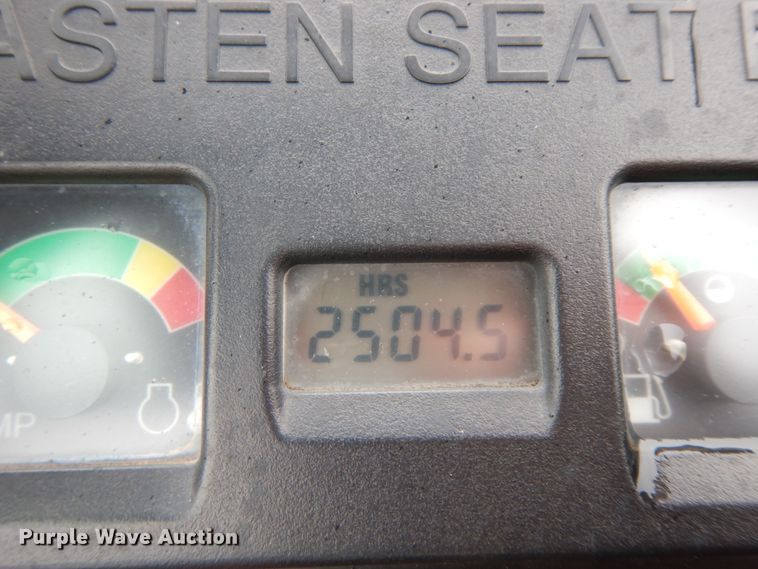 ASTEN SEAT
HRS
2504.5
MP
Purple Wave Auction®